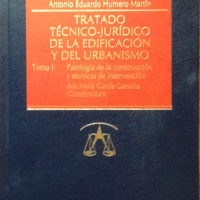 Antonio Eduardo Humero Martín
TRATADO
TÉCNICO-JURÍDICO
DE LA EDIFICACIÓN
Y DEL URBANISMO
Tomo I: Patología de la construcción
y técnicas de intervención
Ana María García Gamallo
(Coordinadora)